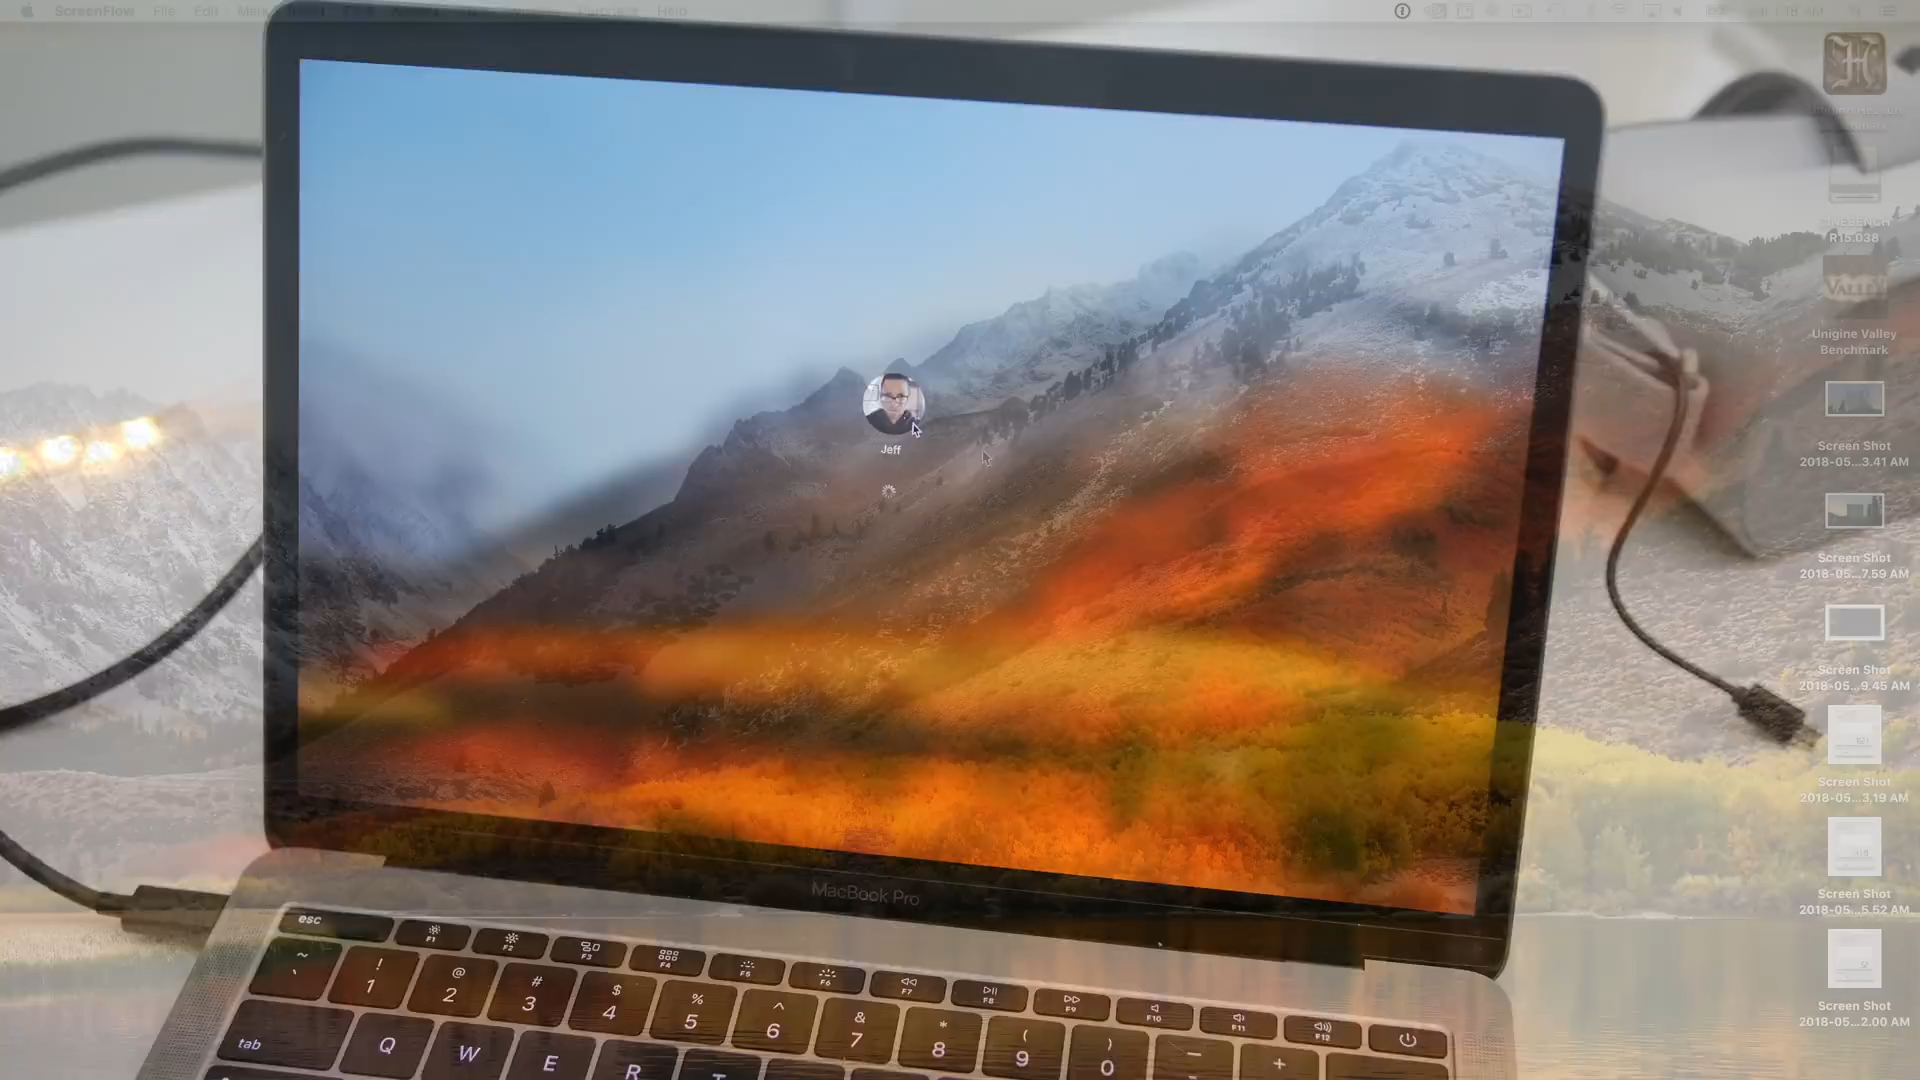 ScreenFlow File Edit
Help
R15.038
VALLEY
Unigine Valley
Benchmark
Screen Shot
2018-05...3.41 AM
Screen Shot
2018-05...7.59 AM
Screen Shot
2018-05...9.45 AM
Screen Shot
2018-05...3.19 AM
Screen Shot
2018-05...5.52 AM
Screen Shot
2018-05...2.00 AM
Jeff
MacBook Pro
esc F1 F2 F3 F4 F5 F6 F7 F8 F9 F10 F11 F12
~ ! @ # $ % ^ & * ( ) — +
` 1 2 3 4 5 6 7 8 9 0 -
tab Q W E R T